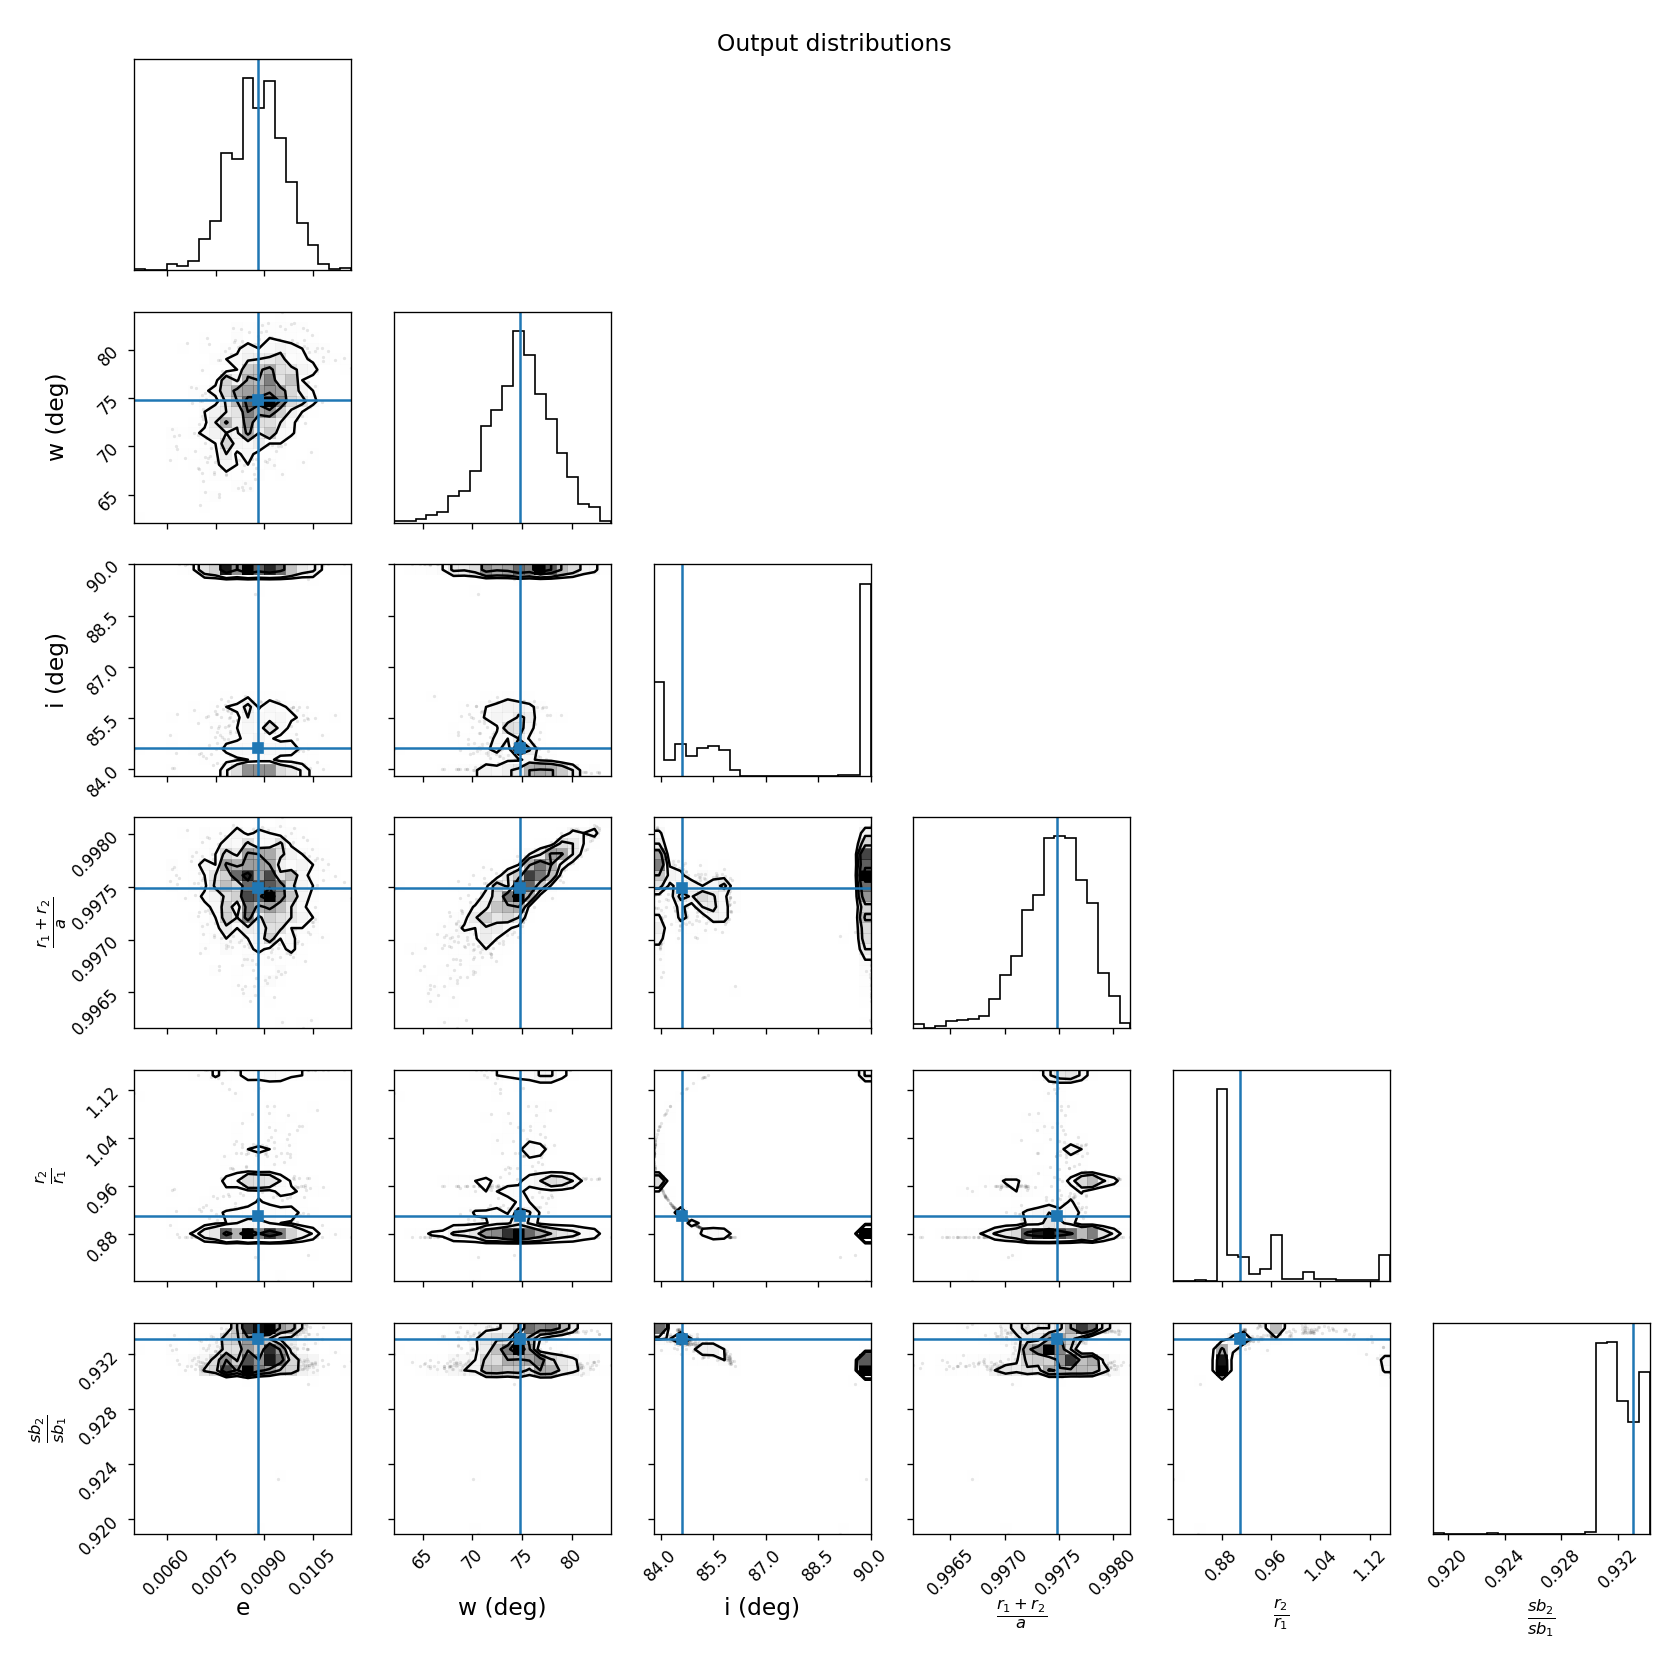 Output distributions
w (deg)
80
75
70
65
i (deg)
90.0
88.5
87.0
85.5
84.0
r1 + r2
a
0.9980
0.9975
0.9970
0.9965
r2
r1
1.12
1.04
0.96
0.88
sb2
sb1
0.932
0.928
0.924
0.920
0.0060 0.0075 0.0090 0.0105 65 70 75 80 84.0 85.5 87.0 88.5 90.0 0.9965 0.9970 0.9975 0.9980 0.88 0.96 1.04 1.12 0.920 0.924 0.928 0.932
e w (deg) i (deg)
r1 + r2
a
r2
r1
sb2
sb1